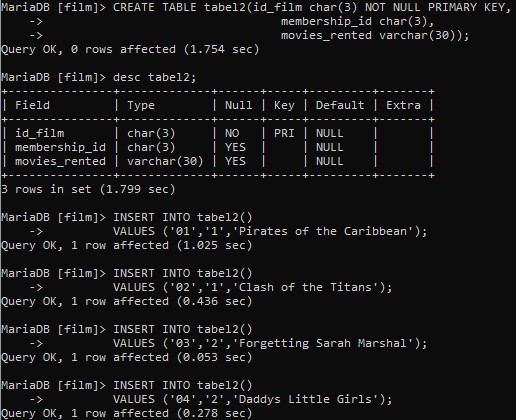 MariaDB [film]> CREATE TABLE tabel2(id_film char(3) NOT NULL PRIMARY KEY,
    ->                                  membership_id char(3),
    ->                                  movies_rented varchar(30));
Query OK, 0 rows affected (1.754 sec)

MariaDB [film]> desc tabel2;
+---------------+-------------+------+-----+---------+-------+
| Field         | Type        | Null | Key | Default | Extra |
+---------------+-------------+------+-----+---------+-------+
| id_film       | char(3)     | NO   | PRI | NULL    |       |
| membership_id | char(3)     | YES  |     | NULL    |       |
| movies_rented | varchar(30) | YES  |     | NULL    |       |
+---------------+-------------+------+-----+---------+-------+
3 rows in set (1.799 sec)

MariaDB [film]> INSERT INTO tabel2()
    ->          VALUES ('01','1','Pirates of the Caribbean');
Query OK, 1 row affected (1.025 sec)

MariaDB [film]> INSERT INTO tabel2()
    ->          VALUES ('02','1','Clash of the Titans');
Query OK, 1 row affected (0.436 sec)

MariaDB [film]> INSERT INTO tabel2()
    ->          VALUES ('03','2','Forgetting Sarah Marshal');
Query OK, 1 row affected (0.053 sec)

MariaDB [film]> INSERT INTO tabel2()
    ->          VALUES ('04','2','Daddys Little Girls');
Query OK, 1 row affected (0.278 sec)